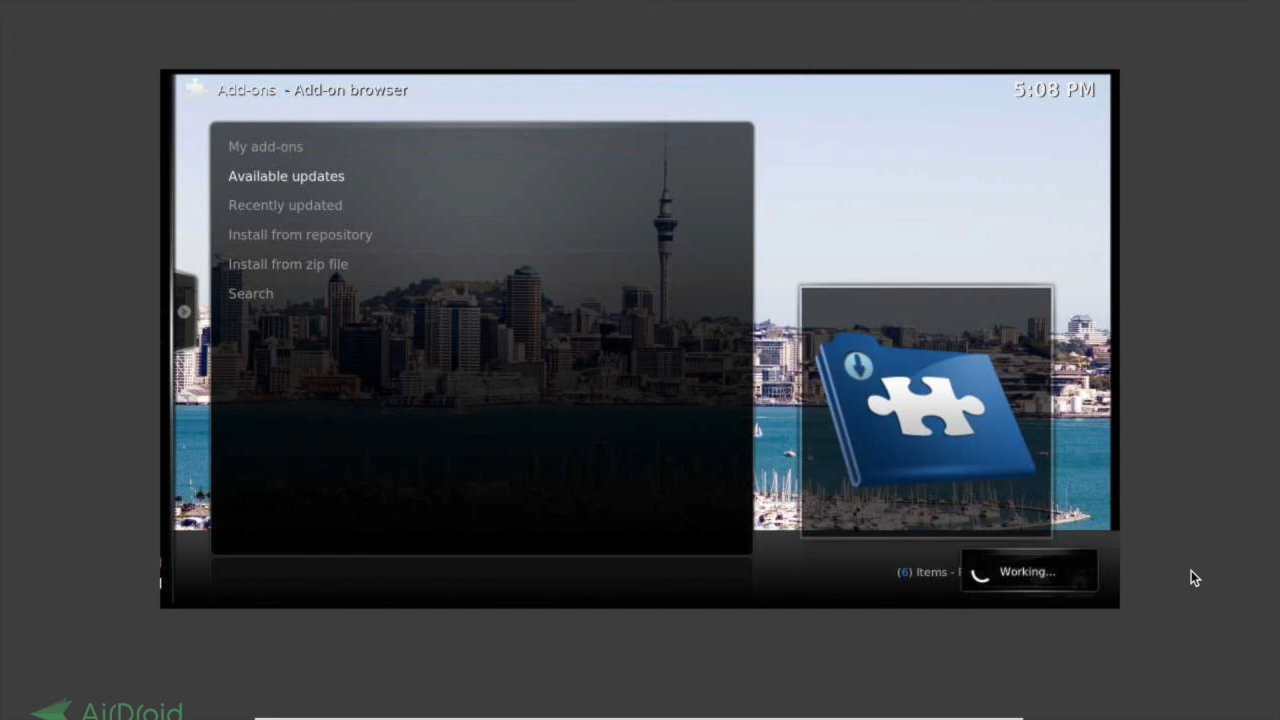 Add-ons - Add-on browser
5:08 PM
My add-ons
Available updates
Recently updated
Install from repository
Install from zip file
Search
(6) Items -
Working...
AirDroid